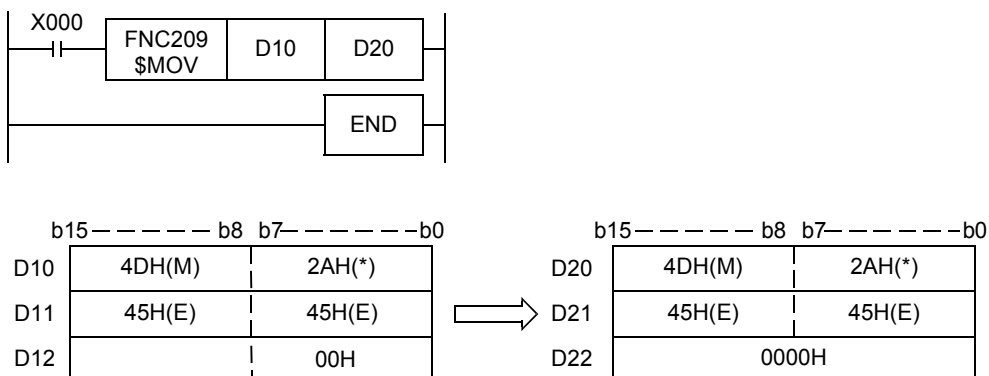 X000
FNC209 D10 D20
$MOV
END
b15 b8 b7 b0 b15 b8 b7 b0
D10 4DH(M) 2AH(*) D20 4DH(M) 2AH(*)
D11 45H(E) 45H(E) D21 45H(E) 45H(E)
D12 00H D22 0000H